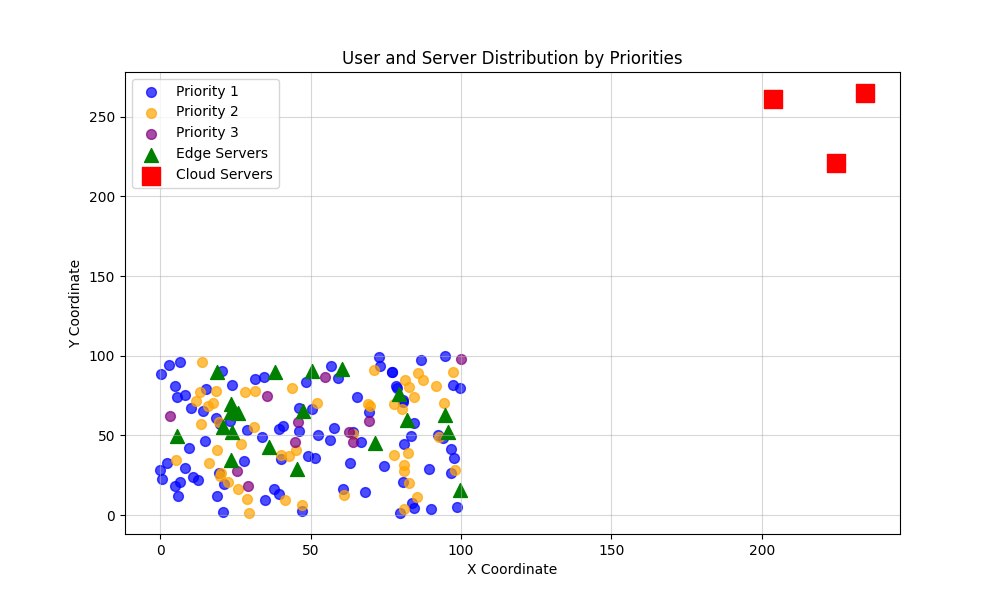 User and Server Distribution by Priorities
Priority 1
Priority 2
Priority 3
Edge Servers
Cloud Servers
Y Coordinate
250
200
150
100
50
0
0
50
100
150
200
X Coordinate